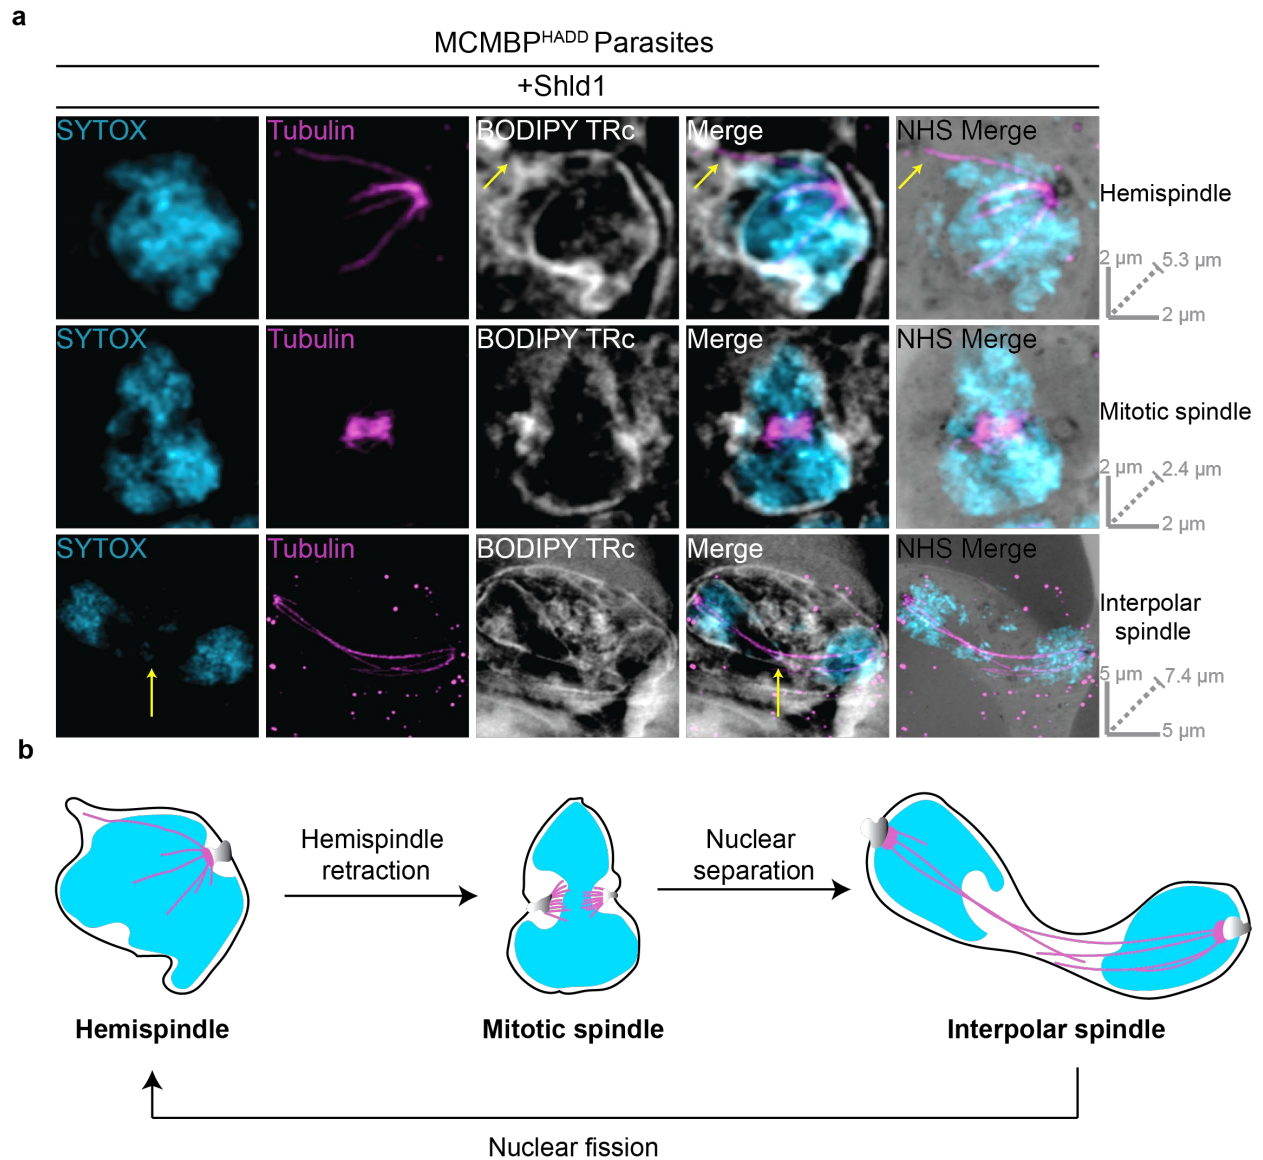 a
MCMBPHADD Parasites
+Shld1
SYTOX
Tubulin
BODIPY TRc
Merge
NHS Merge
Hemispindle
2 µm
5.3 µm
2 µm
SYTOX
Tubulin
BODIPY TRc
Merge
NHS Merge
Mitotic spindle
2 µm
2.4 µm
2 µm
SYTOX
Tubulin
BODIPY TRc
Merge
NHS Merge
Interpolar
spindle
5 µm
7.4 µm
5 µm
b
Hemispindle
retraction
Nuclear
separation
Hemispindle
Mitotic spindle
Interpolar spindle
Nuclear fission